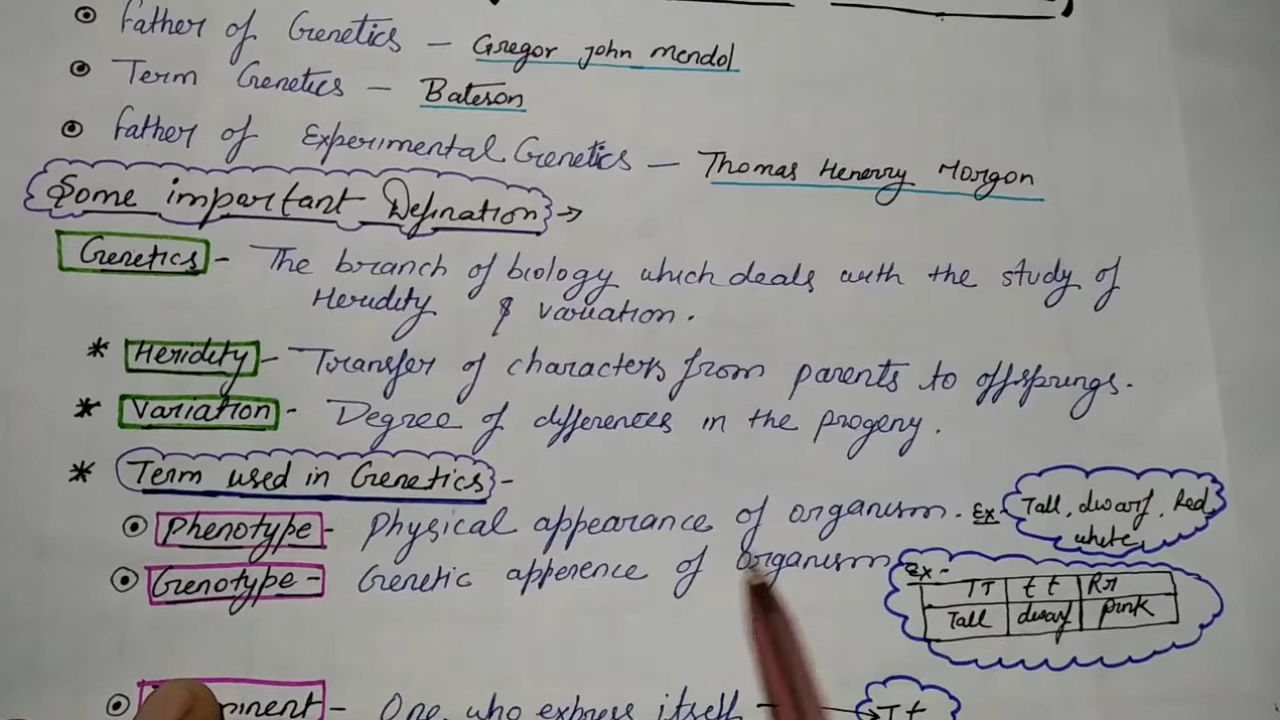 Father of Genetics - Gregor john mendol
Term Genetics - Bateson
Father of Experimental Genetics - Thomas Henerry Morgon
Some important Defination →
Genetics - The branch of biology which deals with the study of
Heridity & variation.
* Heridity - Transfer of characters from parents to offsprings.
* Variation - Degree of differences in the progeny.
* Term used in Genetics -
Phenotype - Physical appearance of organism. Ex - Tall, dwarf, Red,
white
Genotype - Genetic apperence of organism Ex -
TT tt Rr
Tall dwarf pink
One who express itself → Tt